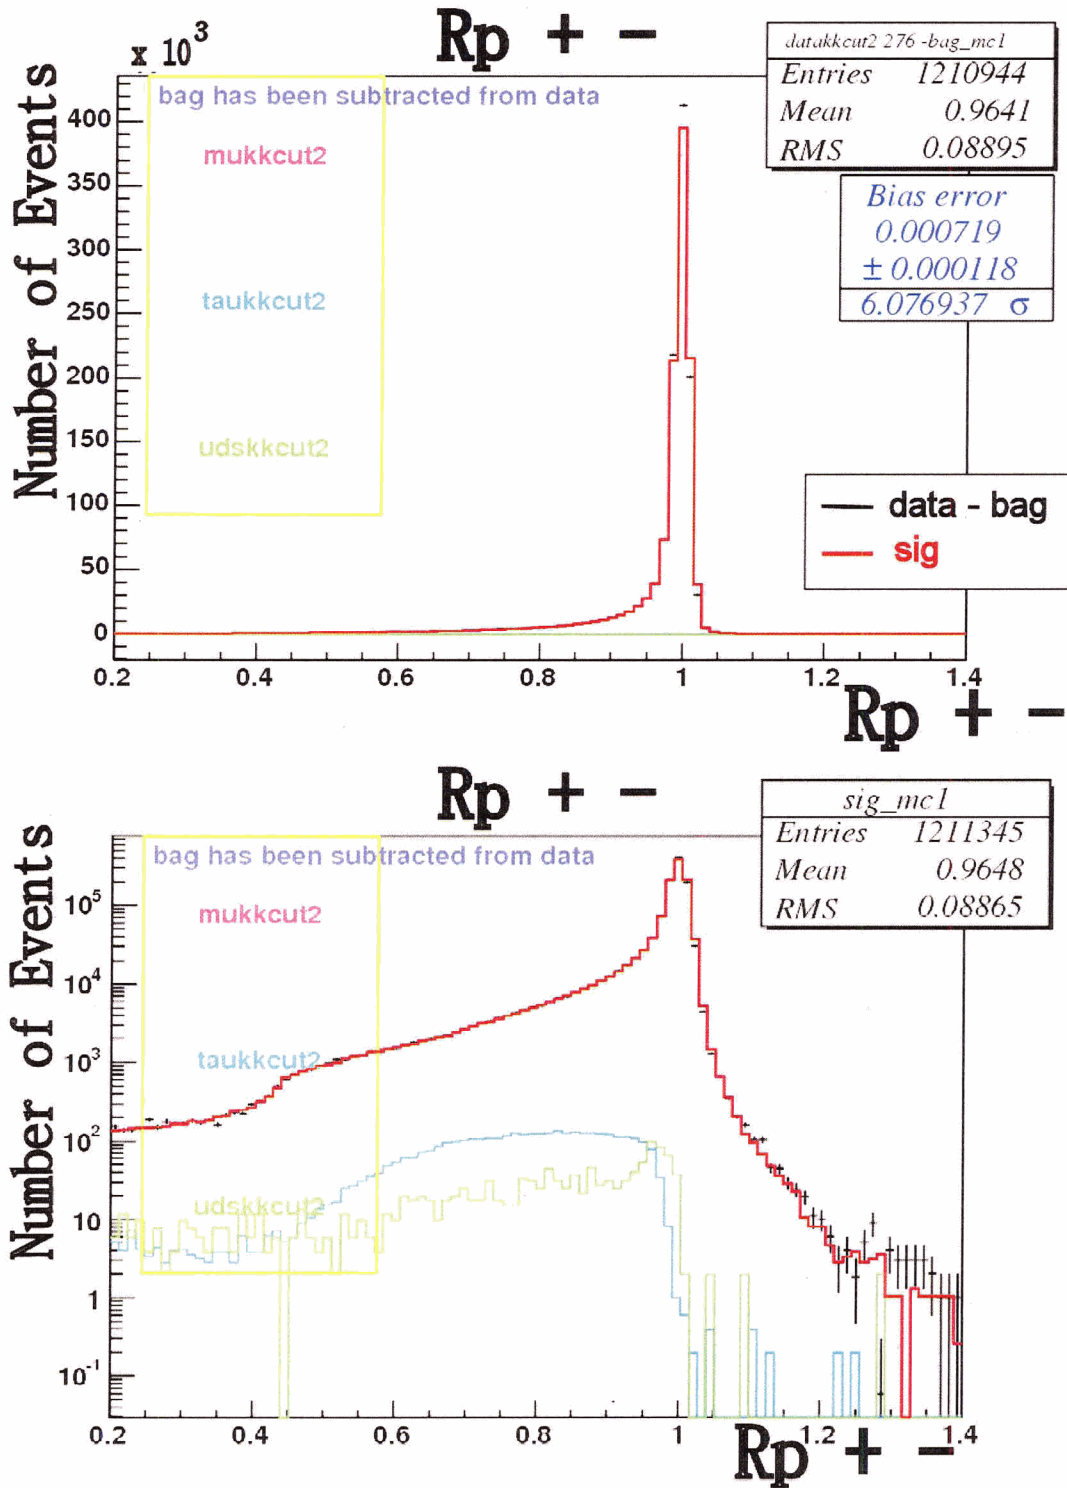 Rp + -
x 10³
Number of Events
bag has been subtracted from data
mukkcut2
taukkcut2
udskkcut2
datakkcut2 276 -bag_mc1
Entries 1210944
Mean 0.9641
RMS 0.08895
Bias error
0.000719
± 0.000118
6.076937 σ
data - bag
sig
400
350
300
250
200
150
100
50
0
0.2 0.4 0.6 0.8 1 1.2 1.4
Rp + -
Rp + -
Number of Events
bag has been subtracted from data
mukkcut2
taukkcut2
udskkcut2
sig_mc1
Entries 1211345
Mean 0.9648
RMS 0.08865
10⁵
10⁴
10³
10²
10
1
10⁻¹
0.2 0.4 0.6 0.8 1 1.2 1.4
Rp + -